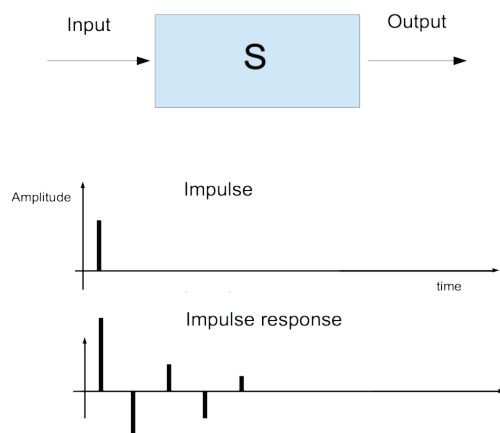 Input
Output
S
Impulse
Amplitude
time
Impulse response